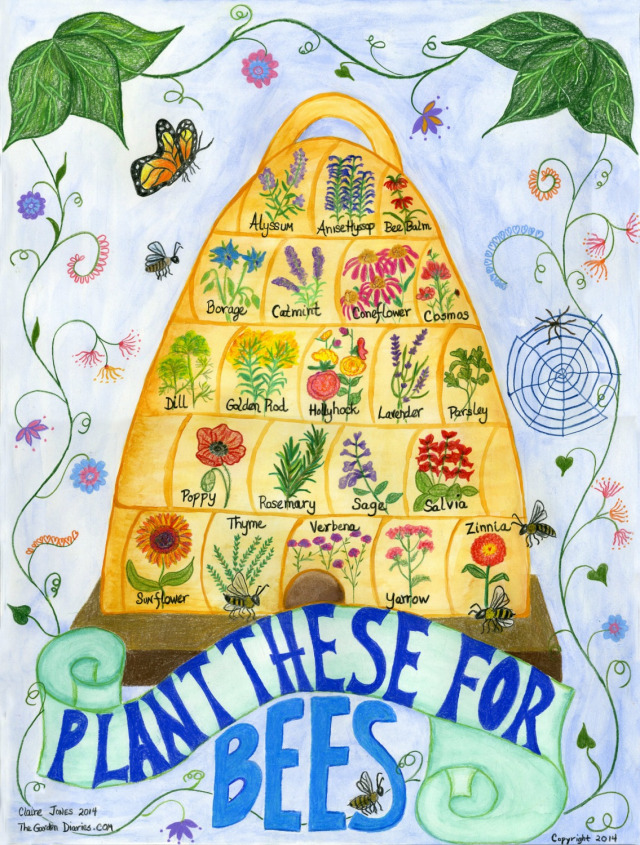 Alyssum Anise Hyssop Bee Balm
Borage Catmint Coneflower Cosmos
Dill Golden Rod Hollyhock Lavender Parsley
Poppy Rosemary Sage Salvia
Thyme Verbena Zinnia
Sunflower Yarrow
PLANT THESE FOR
BEES
Claire Jones 2014
The Garden Diaries.com
Copyright 2014